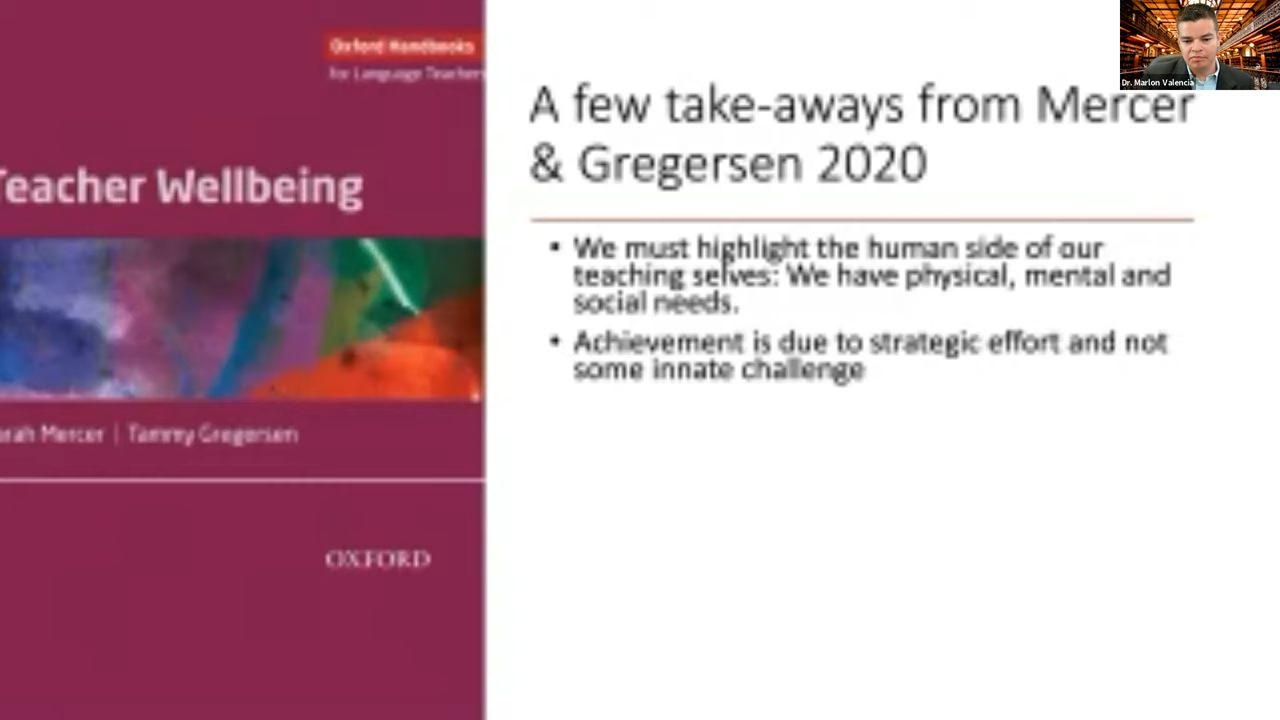 Oxford Handbooks
for Language Teachers
Teacher Wellbeing
arah Mercer | Tammy Gregersen
OXFORD
A few take-aways from Mercer
& Gregersen 2020
• We must highlight the human side of our
teaching selves: We have physical, mental and
social needs.
• Achievement is due to strategic effort and not
some innate challenge
Dr. Marlon Valencia